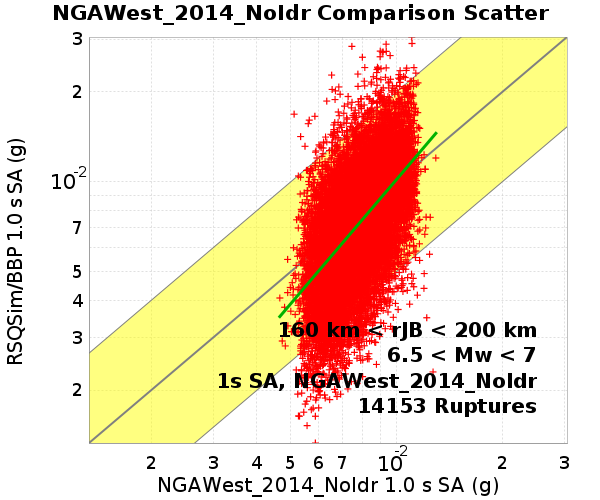 NGAWest_2014_NoIdr Comparison Scatter
RSQSim/BBP 1.0 s SA (g)
3
2
10-2
7
5
4
3
2
160 km < rJB < 200 km
6.5 < Mw < 7
1s SA, NGAWest_2014_NoIdr
14153 Ruptures
2 3 4 5 6 7 10-2 2 3
NGAWest_2014_NoIdr 1.0 s SA (g)